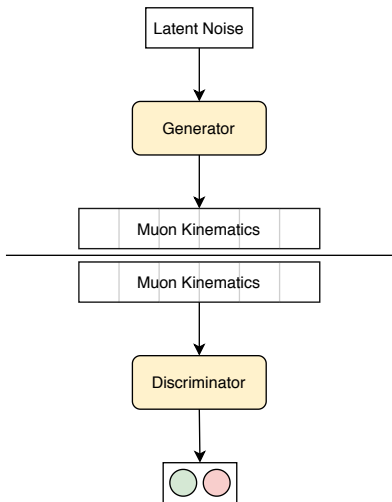 Latent Noise
Generator
Muon Kinematics
Muon Kinematics
Discriminator